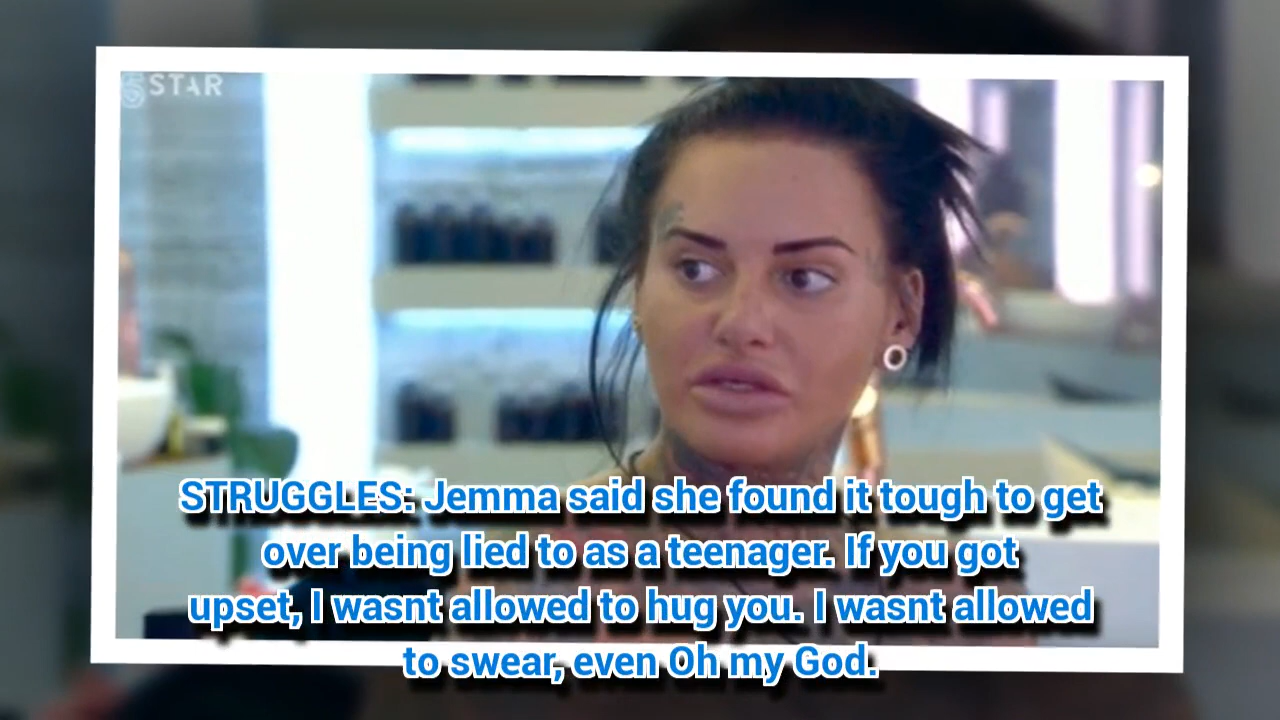 5STAR
STRUGGLES: Jemma said she found it tough to get
over being lied to as a teenager. If you got
upset, I wasnt allowed to hug you. I wasnt allowed
to swear, even Oh my God.